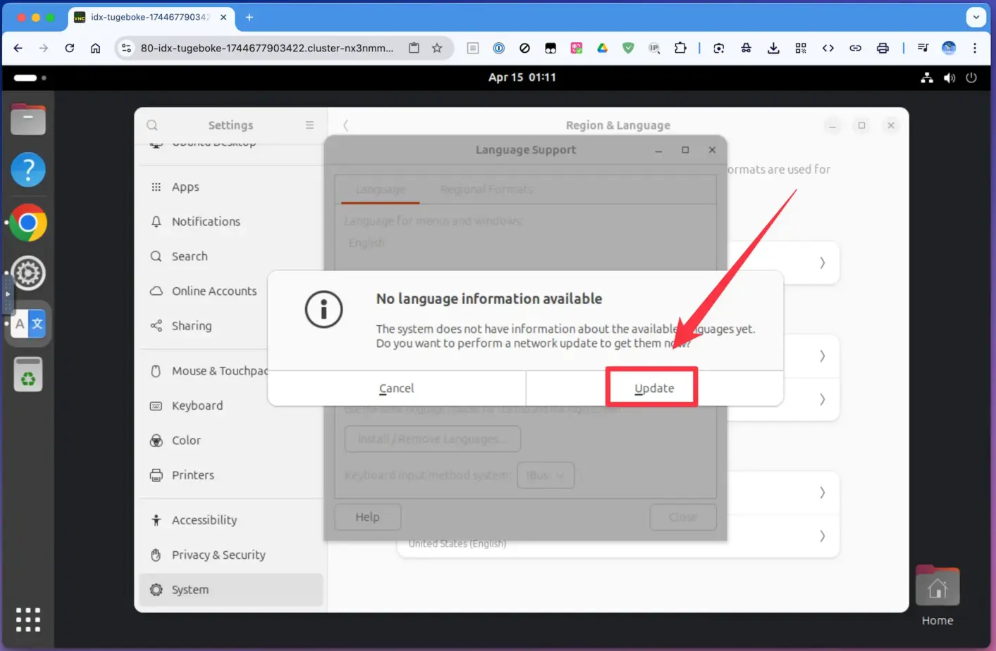 idx-tugeboke-1744677903422
80-idx-tugeboke-1744677903422.cluster-nx3nmm...
Apr 15 01:11
Settings
Region & Language
Ubuntu Desktop
Language Support
ormats are used for
Apps
Language
Regional Formats
Notifications
Language for menus and windows:
English
Search
Online Accounts
No language information available
Sharing
The system does not have information about the available languages yet.
Do you want to perform a network update to get them now?
Mouse & Touchpad
Cancel
Update
Keyboard
Color
Install / Remove Languages...
Printers
Keyboard input method system:
IBus
Help
Close
Accessibility
United States (English)
Privacy & Security
System
Home